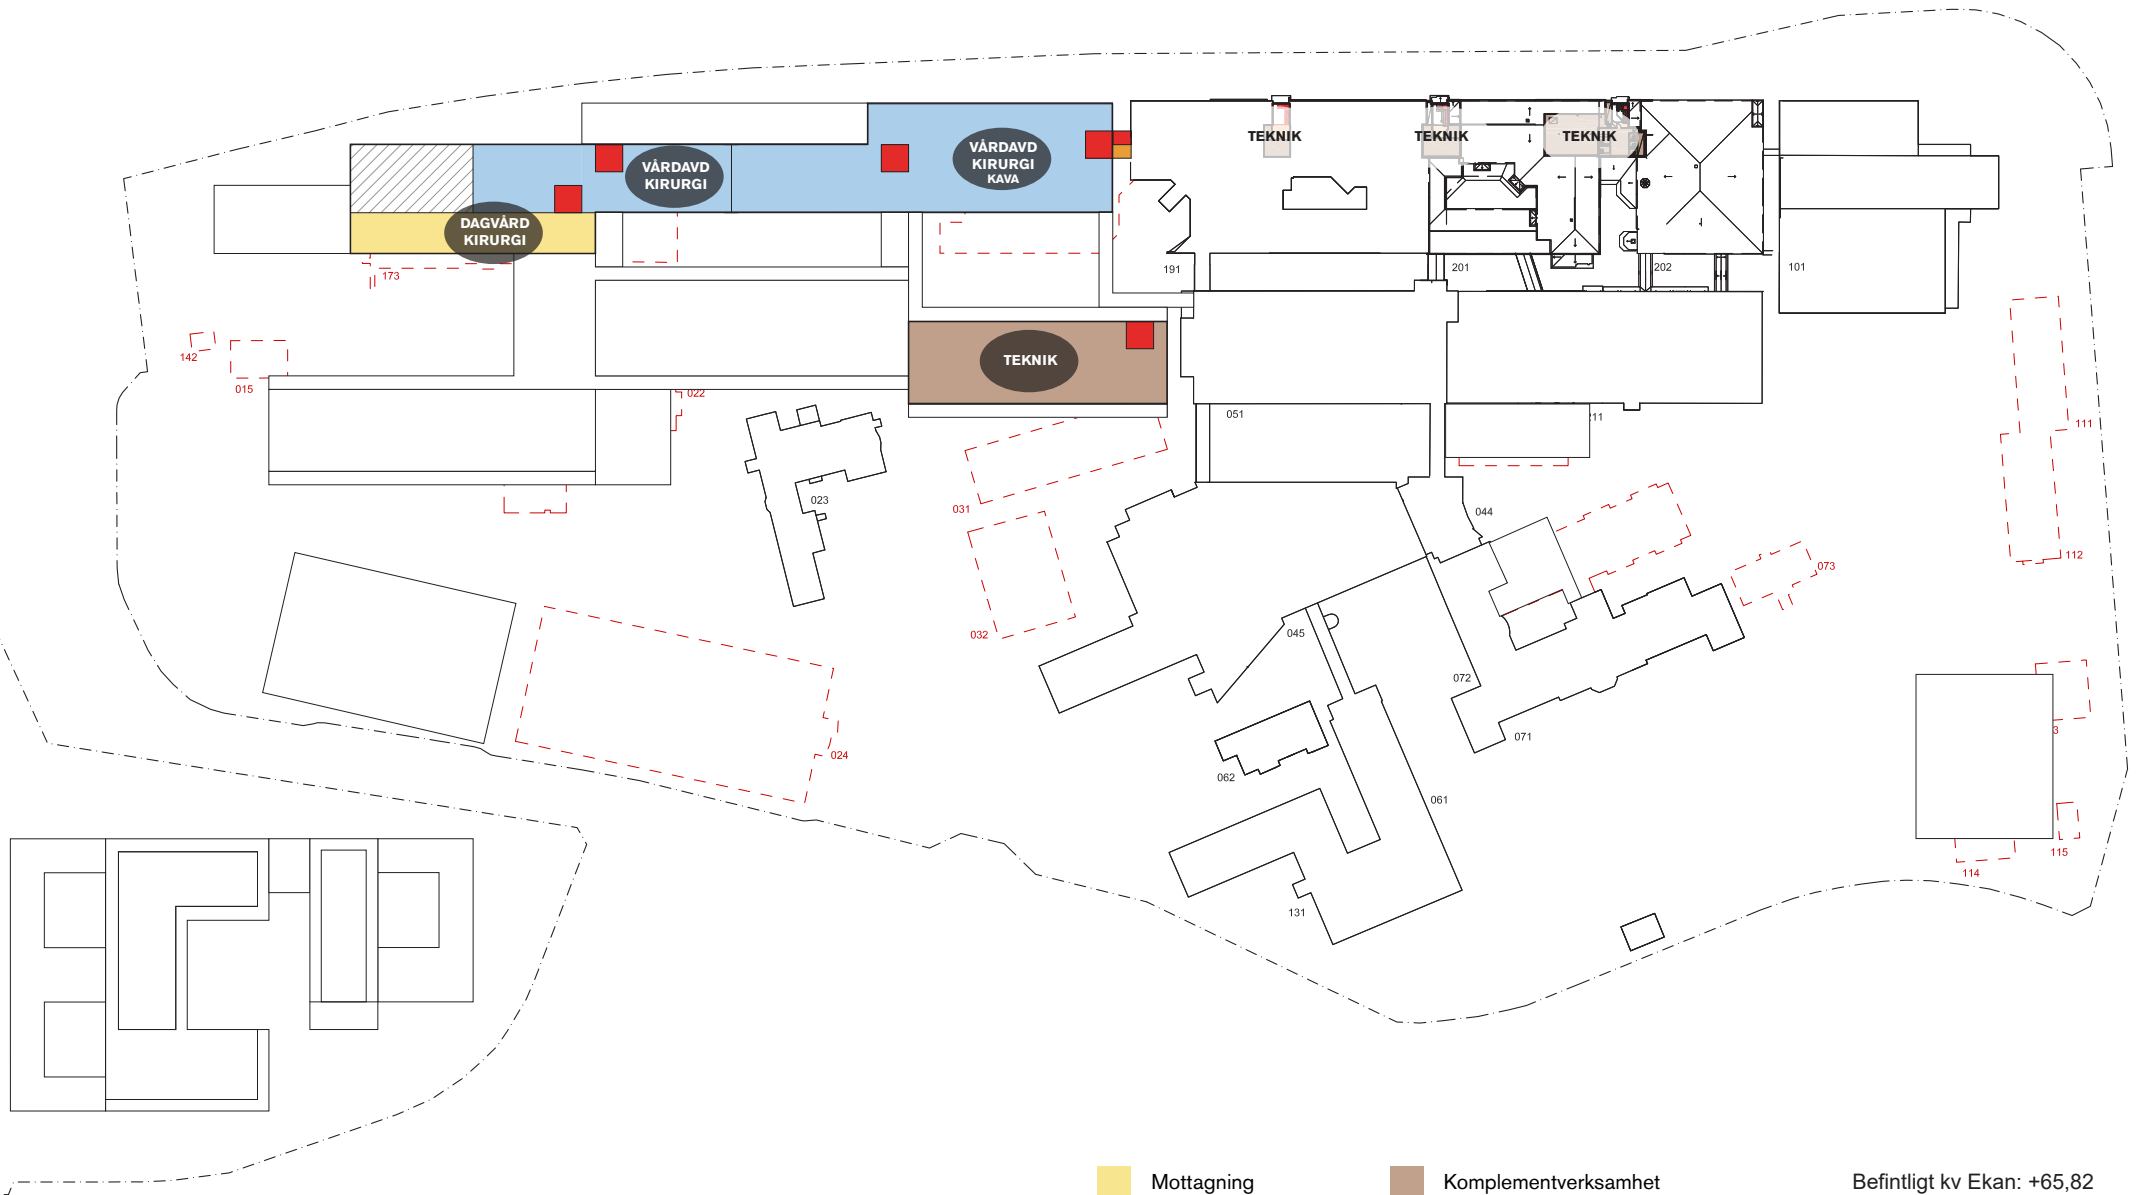 TEKNIK
TEKNIK
TEKNIK
VÅRDAVD
KIRURGI
KAVA
VÅRDAVD
KIRURGI
DAGVÅRD
KIRURGI
191
201
202
101
173
142
015
022
TEKNIK
051
211
111
023
031
044
112
032
045
073
072
071
024
062
061
3
115
114
131
Mottagning
Komplementverksamhet
Befintligt kv Ekan: +65,82